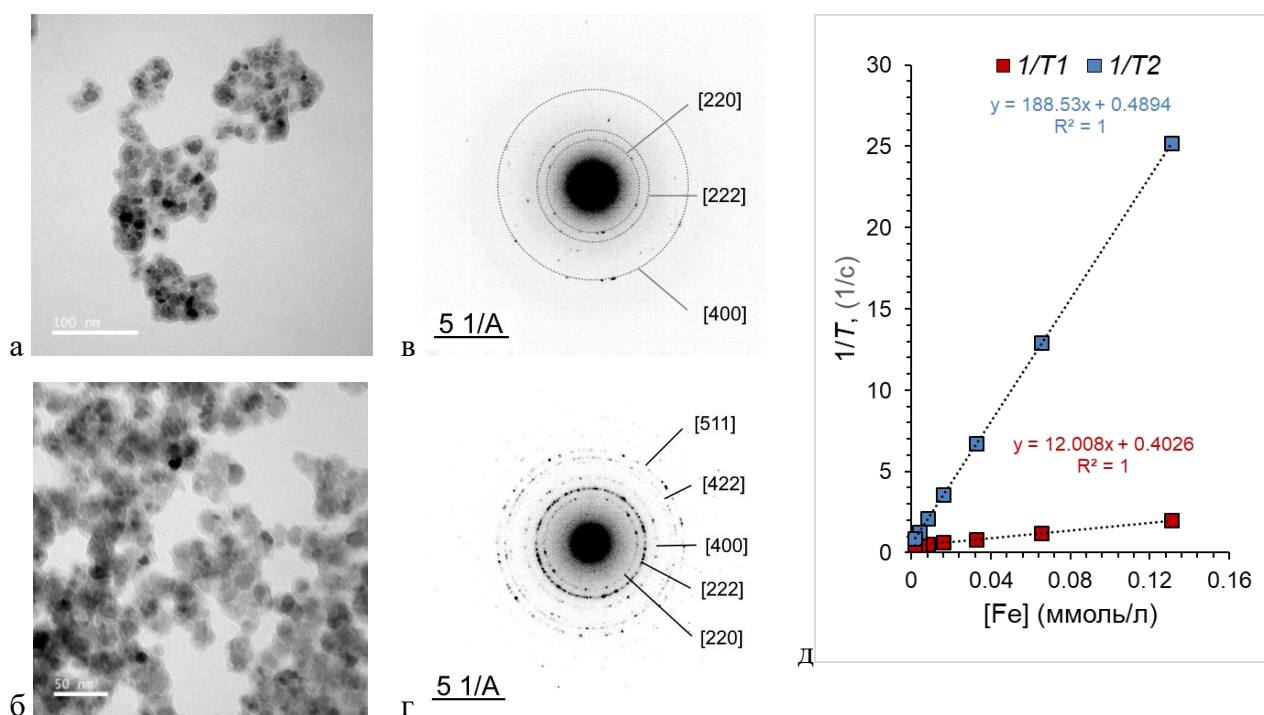 100 nm
а
[220]
[222]
[400]
5 1/A
в
50 nm
б
[511]
[422]
[400]
[222]
[220]
5 1/A
г
1/T1 1/T2
y = 188.53x + 0.4894
R² = 1
y = 12.008x + 0.4026
R² = 1
30
25
20
15
10
5
0
1/T, (1/c)
0 0.04 0.08 0.12 0.16
[Fe] (ммоль/л)
д